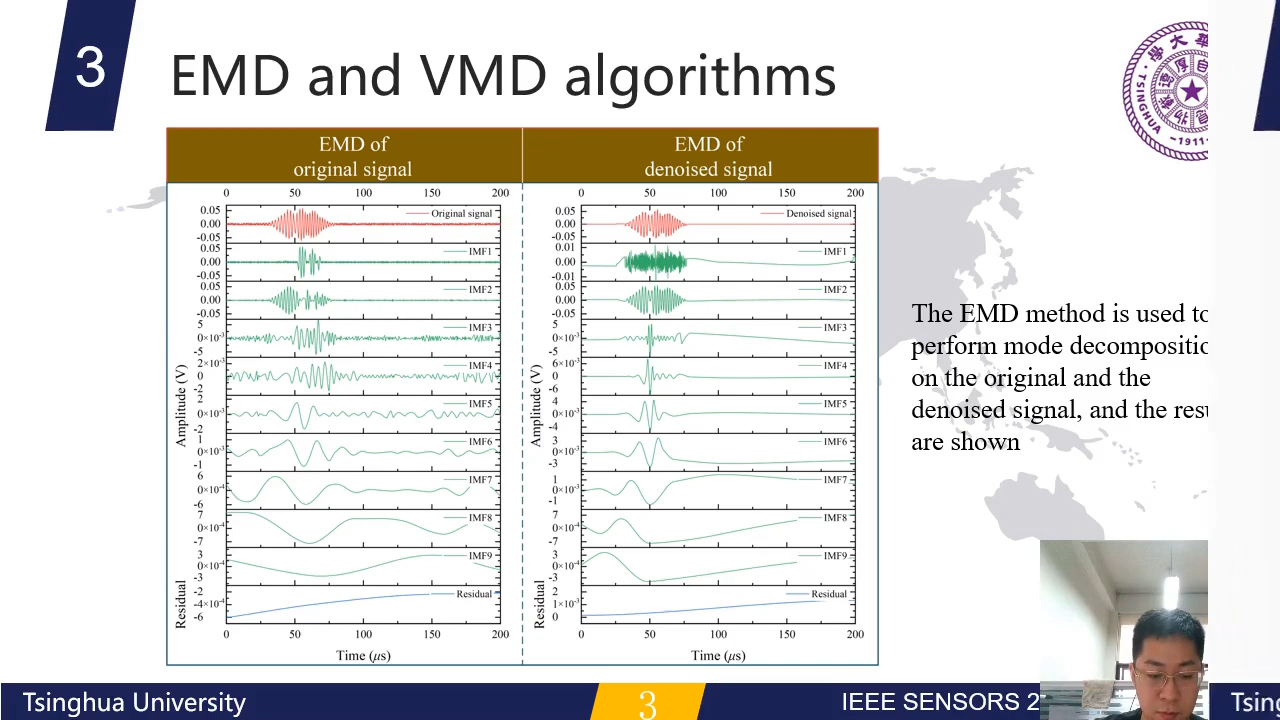 3
EMD and VMD algorithms
學 大 華
自
厚
TSINGHUA
-1911-
EMD of
original signal
EMD of
denoised signal
0 50 100 150 200
0.05
0.00
-0.05
Original signal
0.05
0.00
-0.05
IMF1
0.05
0.00
-0.05
IMF2
5
0×10⁻³
-5
IMF3
2×10⁻³
0
-2
IMF4
2
0×10⁻³
-2
IMF5
1
0×10⁻³
-1
IMF6
6
0×10⁻⁴
-6
IMF7
7
0×10⁻⁴
-7
IMF8
3
0×10⁻⁴
-3
IMF9
-2
-4×10⁻⁴
-6
Residual
Amplitude (V)
Residual
0 50 100 150 200
Time (μs)
0 50 100 150 200
0.05
0.00
-0.05
Denoised signal
0.01
0.00
-0.01
IMF1
0.05
0.00
-0.05
IMF2
5
0×10⁻³
-5
IMF3
6×10⁻³
0
-6
IMF4
4
0×10⁻³
-4
IMF5
3
0×10⁻³
-3
IMF6
1
0×10⁻³
-1
IMF7
7
0×10⁻⁴
-7
IMF8
3
0×10⁻⁴
-3
IMF9
2
1×10⁻³
0
Residual
Amplitude (V)
Residual
0 50 100 150 200
Time (μs)
The EMD method is used to
perform mode decompositio
on the original and the
denoised signal, and the resu
are shown
Tsinghua University
3
IEEE SENSORS 2
Tsing